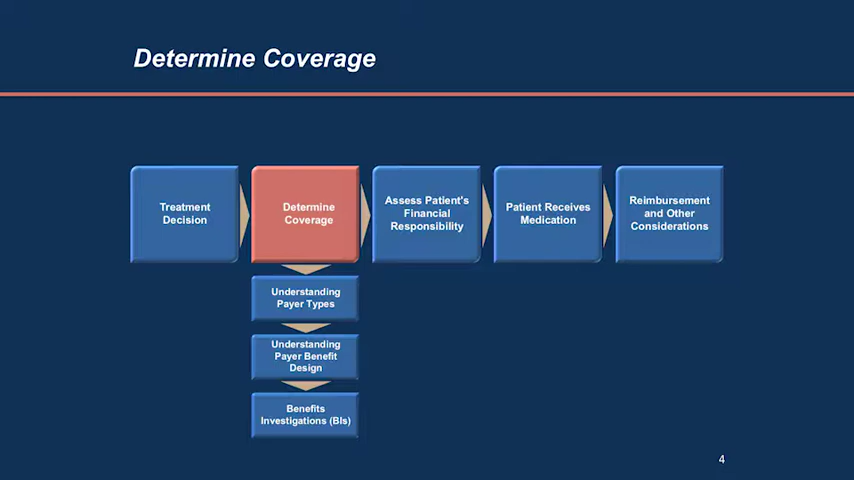 Determine Coverage
Treatment
Decision
Determine
Coverage
Assess Patient's
Financial
Responsibility
Patient Receives
Medication
Reimbursement
and Other
Considerations
Understanding
Payer Types
Understanding
Payer Benefit
Design
Benefits
Investigations (BIs)
4